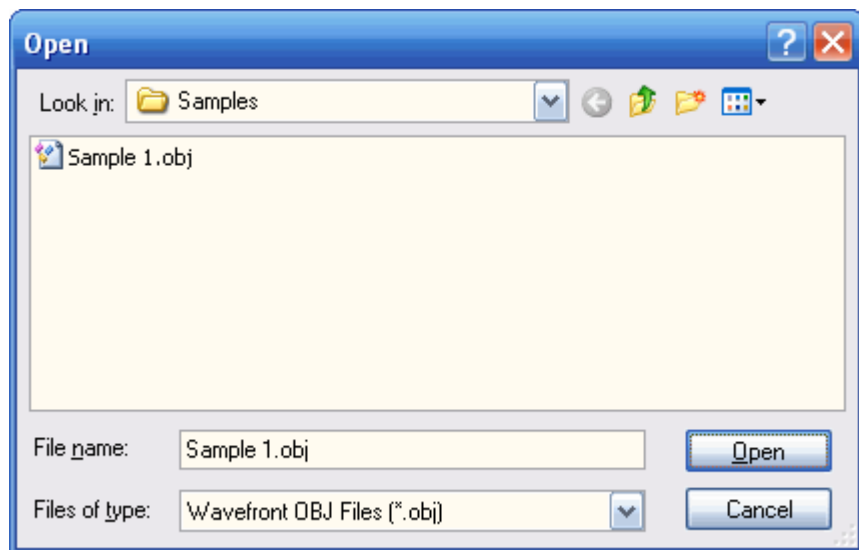 Open
Look in: Samples
Sample 1.obj
File name: Sample 1.obj
Open
Files of type: Wavefront OBJ Files (*.obj)
Cancel